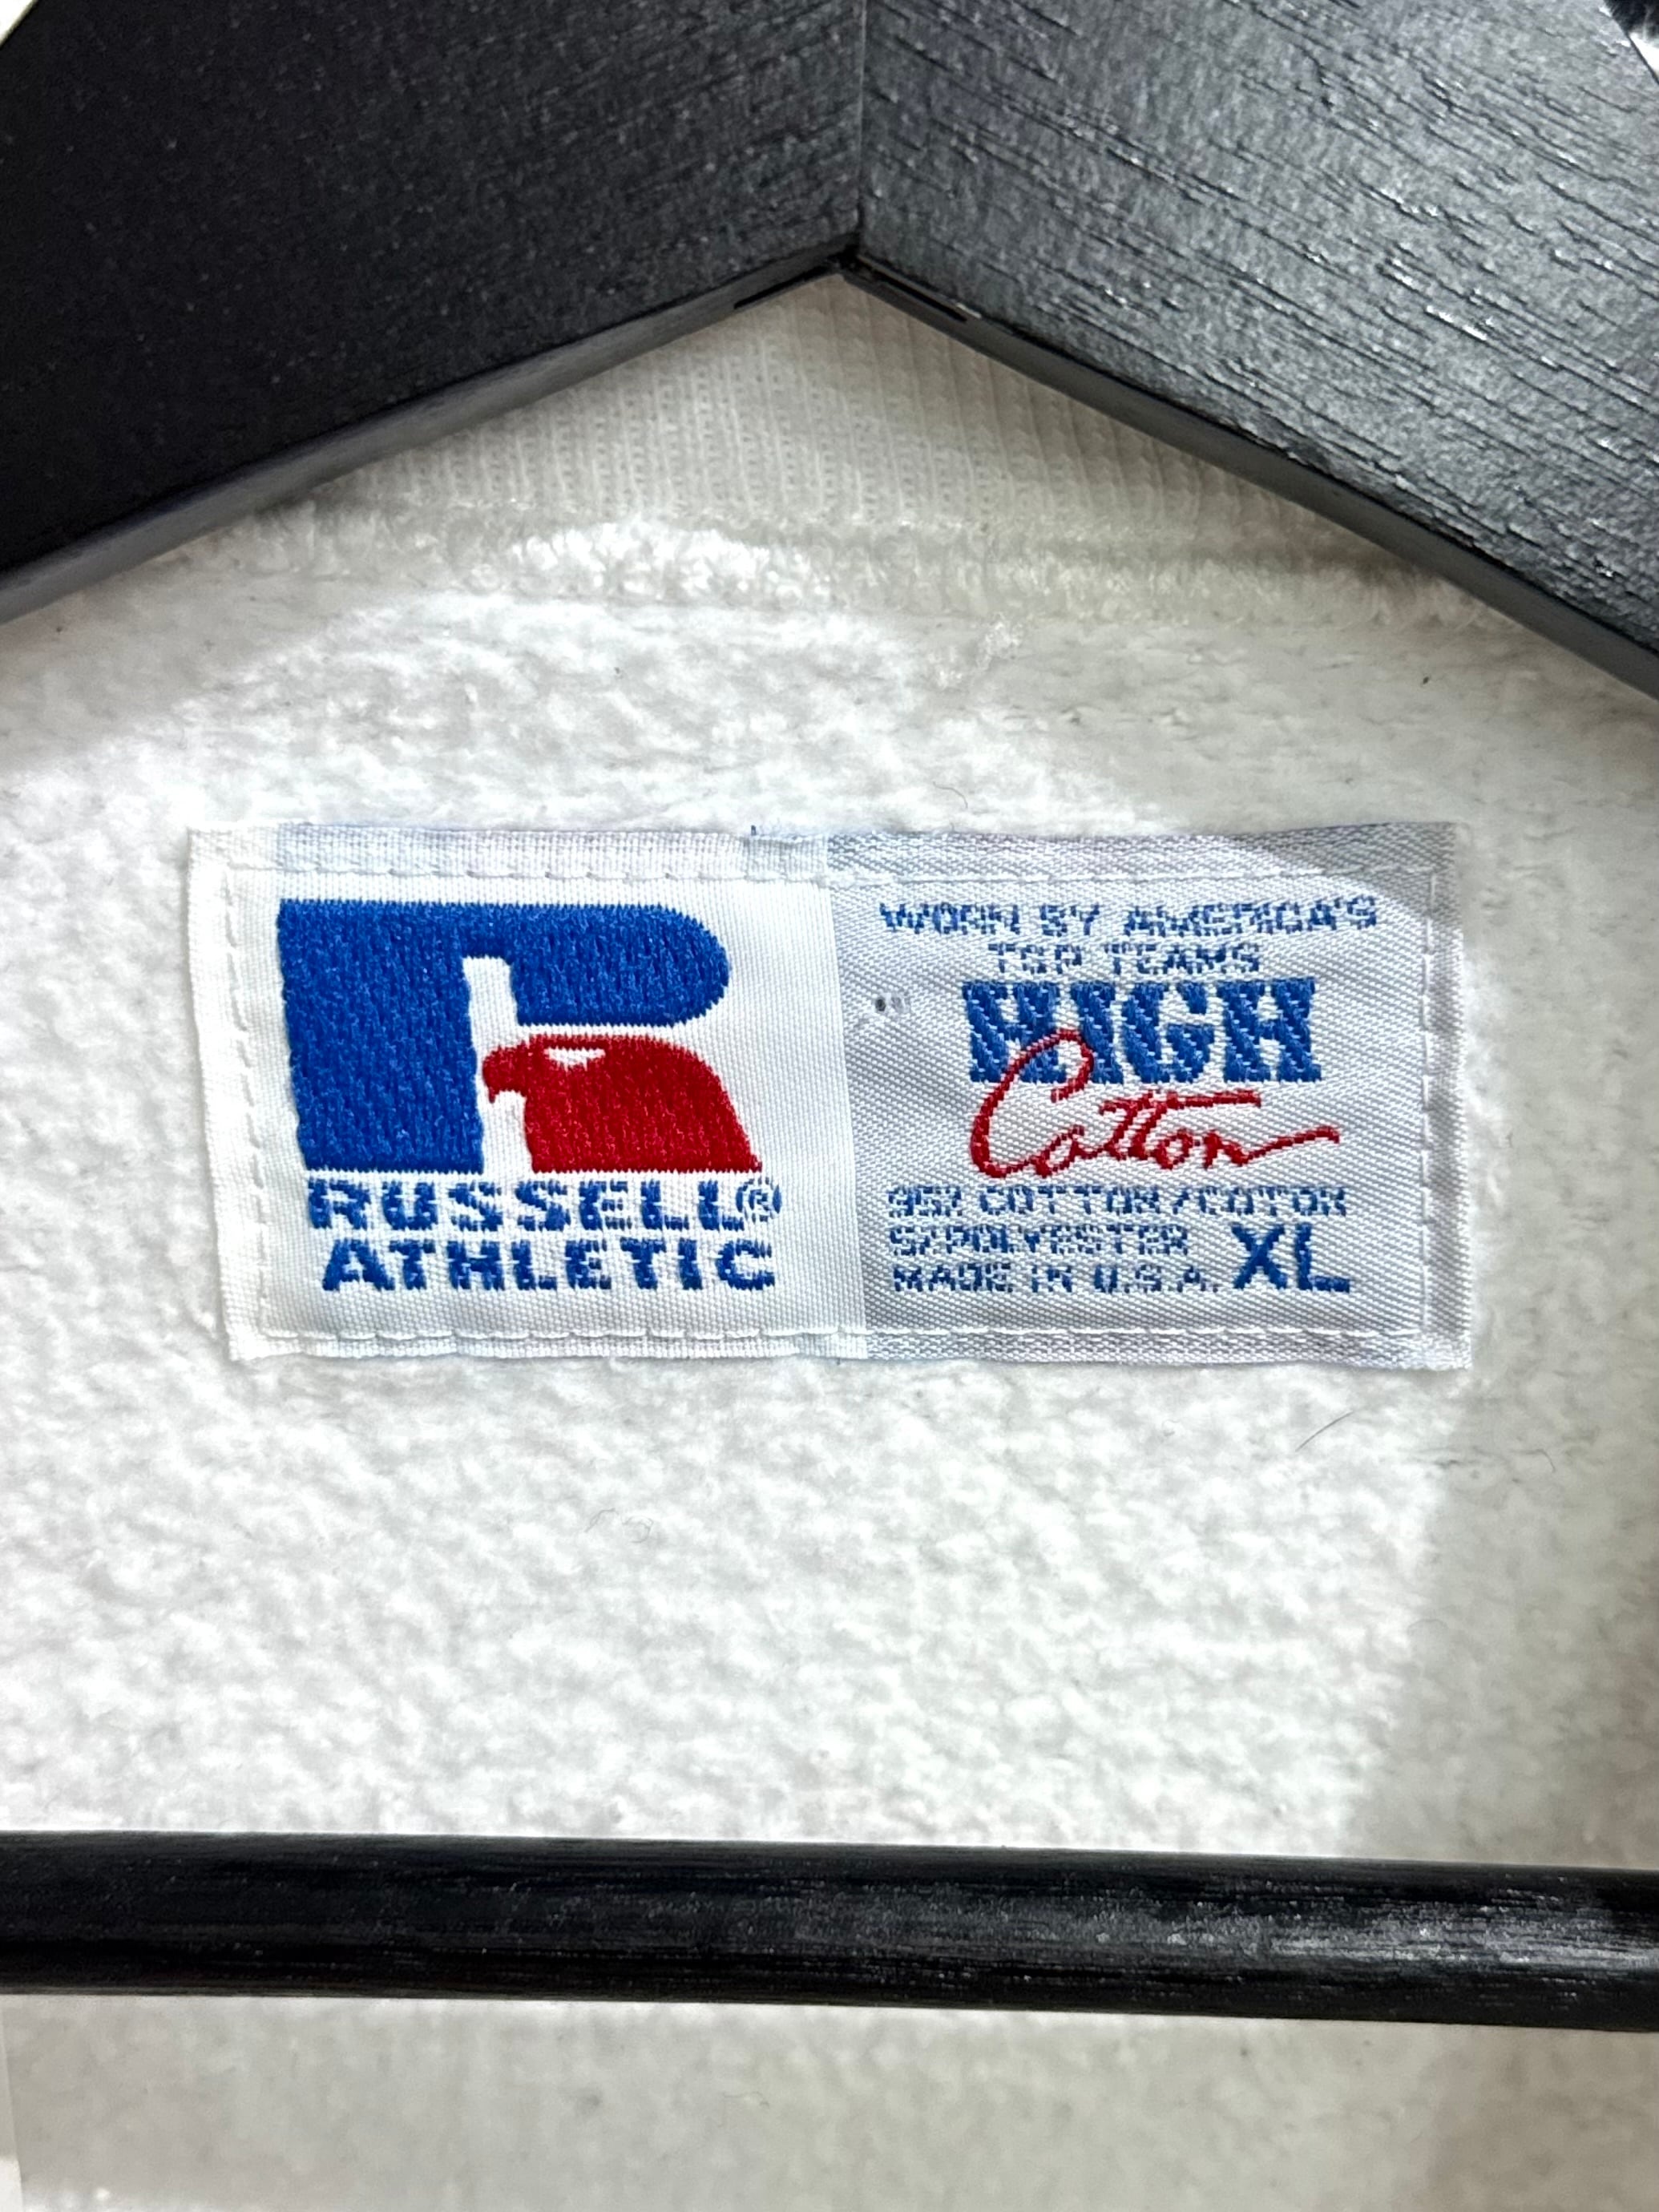 RUSSELL®
ATHLETIC
WORN BY AMERICA'S
TOP TEAMS
HIGH
Cotton
95% COTTON/COTON
5% POLYESTER
MADE IN U.S.A. XL